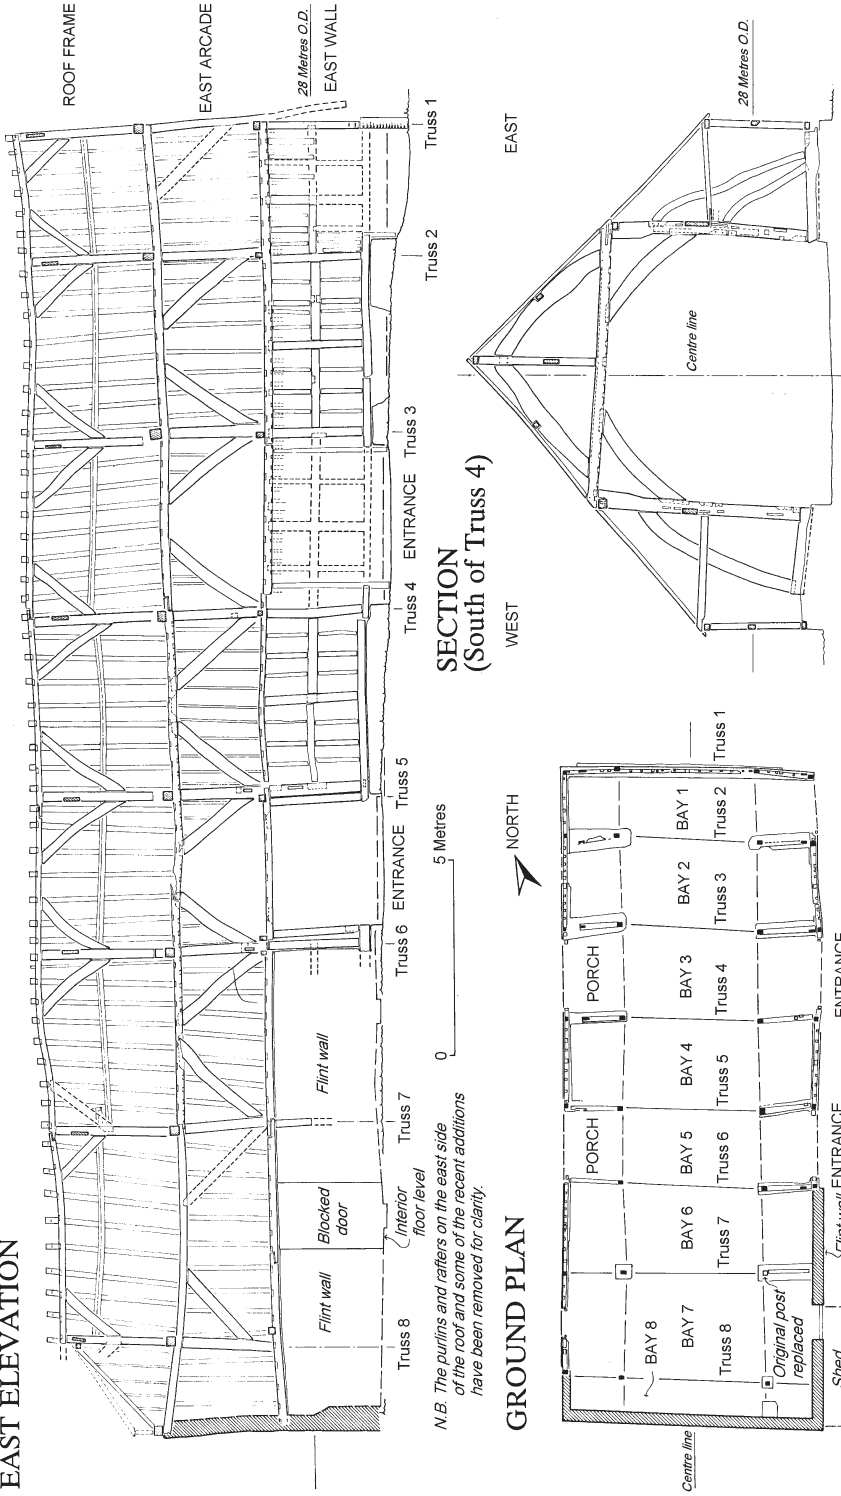 EAST ELEVATION
ROOF FRAME
EAST ARCADE
28 Metres O.D.
EAST WALL
Truss 8
Truss 7
Truss 6
Truss 5
Truss 4
Truss 3
Truss 2
Truss 1
Flint wall
Blocked
door
Flint wall
Interior
floor level
ENTRANCE
ENTRANCE
N.B. The purlins and rafters on the east side
of the roof and some of the recent additions
have been removed for clarity.
0
5 Metres
SECTION
(South of Truss 4)
WEST
EAST
28 Metres O.D.
Centre line
GROUND PLAN
NORTH
Centre line
PORCH
PORCH
BAY 8
BAY 7
BAY 6
BAY 5
BAY 4
BAY 3
BAY 2
BAY 1
Truss 8
Truss 7
Truss 6
Truss 5
Truss 4
Truss 3
Truss 2
Truss 1
Original post
replaced
Shed
Flint wall
ENTRANCE
ENTRANCE